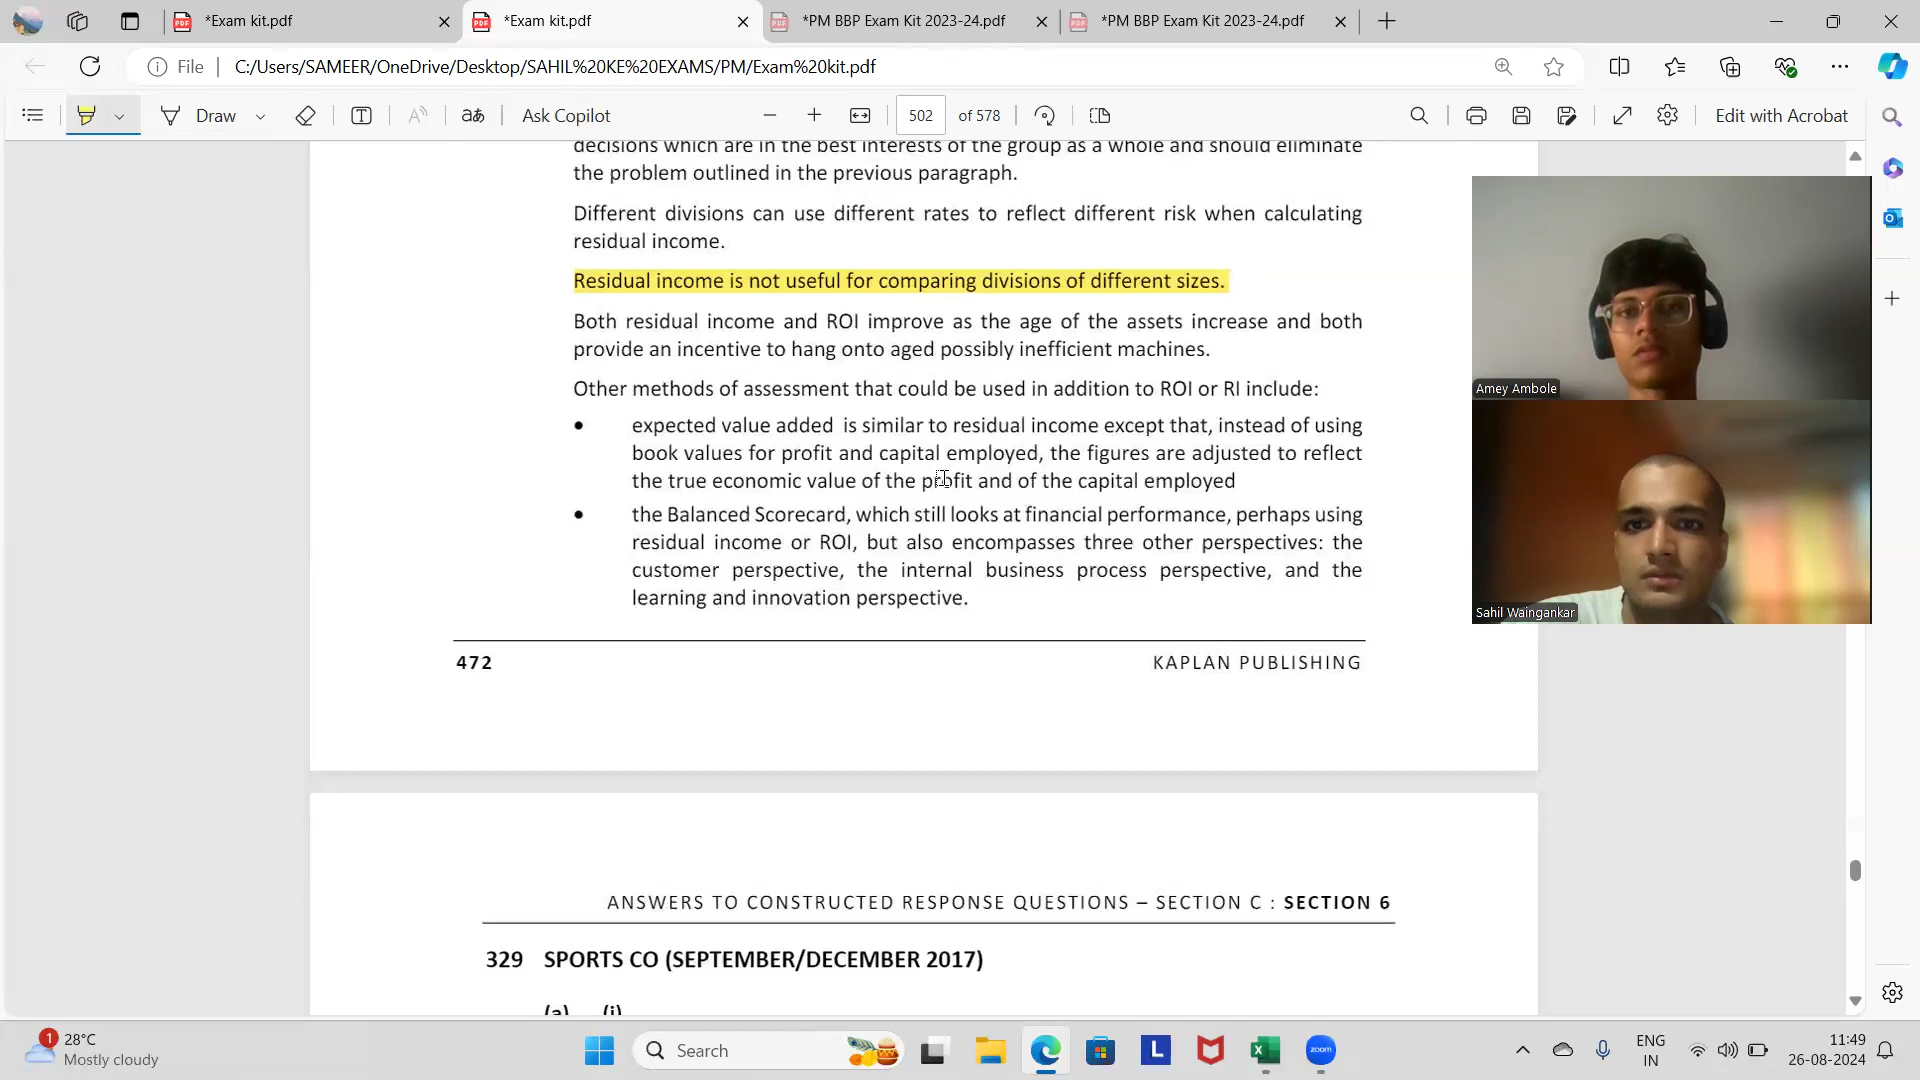 *Exam kit.pdf
*Exam kit.pdf
*PM BBP Exam Kit 2023-24.pdf
*PM BBP Exam Kit 2023-24.pdf
File
C:/Users/SAMEER/OneDrive/Desktop/SAHIL%20KE%20EXAMS/PM/Exam%20kit.pdf
Draw
aあ
Ask Copilot
502
of 578
Edit with Acrobat
decisions which are in the best interests of the group as a whole and should eliminate
the problem outlined in the previous paragraph.
Different divisions can use different rates to reflect different risk when calculating
residual income.
Residual income is not useful for comparing divisions of different sizes.
Both residual income and ROI improve as the age of the assets increase and both
provide an incentive to hang onto aged possibly inefficient machines.
Other methods of assessment that could be used in addition to ROI or RI include:
• expected value added is similar to residual income except that, instead of using
book values for profit and capital employed, the figures are adjusted to reflect
the true economic value of the profit and of the capital employed
• the Balanced Scorecard, which still looks at financial performance, perhaps using
residual income or ROI, but also encompasses three other perspectives: the
customer perspective, the internal business process perspective, and the
learning and innovation perspective.
472
KAPLAN PUBLISHING
ANSWERS TO CONSTRUCTED RESPONSE QUESTIONS – SECTION C : SECTION 6
329 SPORTS CO (SEPTEMBER/DECEMBER 2017)
(a) (i)
Amey Ambole
Sahil Waingankar
1
28°C
Mostly cloudy
Search
L
zoom
ENG
IN
11:49
26-08-2024